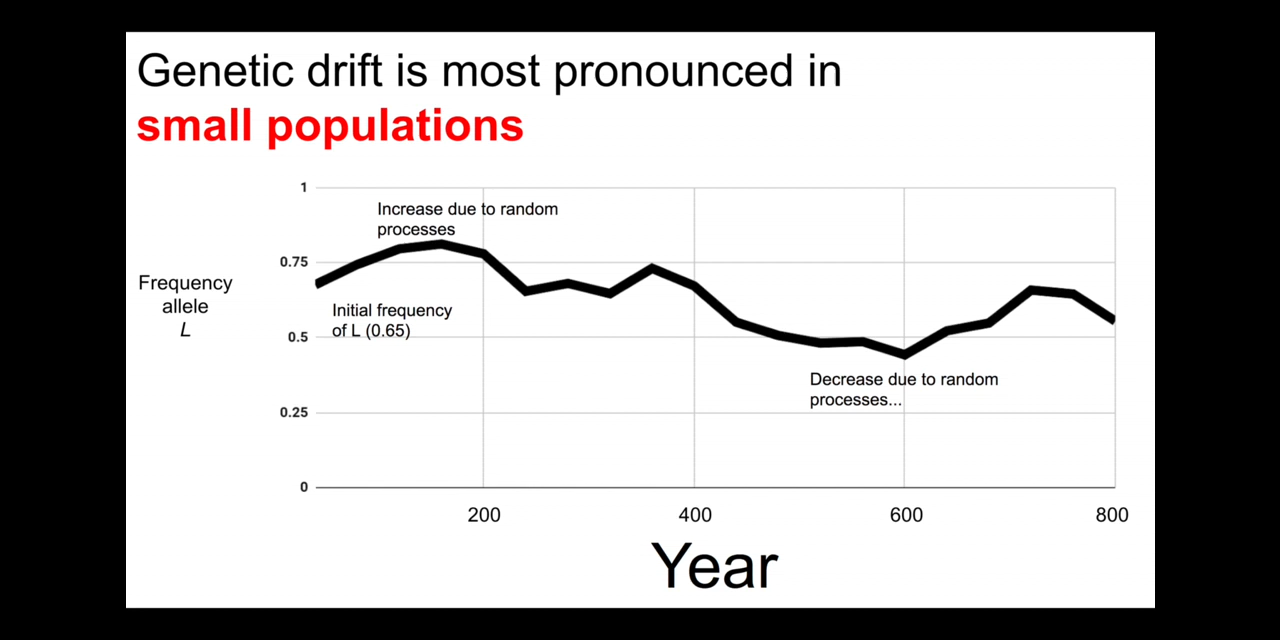 Genetic drift is most pronounced in
small populations
1
Increase due to random
processes
0.75
Frequency
allele
L
Initial frequency
of L (0.65)
0.5
Decrease due to random
processes...
0.25
0
200
400
600
800
Year